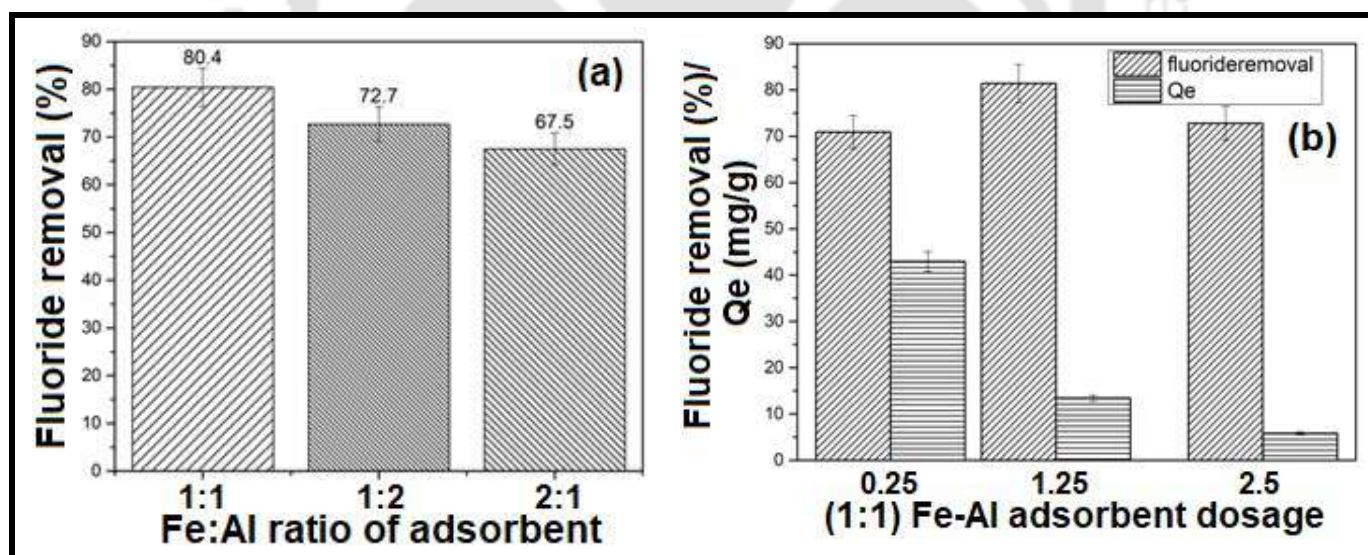 (a)
Fluoride removal (%)
90
80
70
60
50
40
30
20
10
0
80.4
72.7
67.5
1:1 1:2 2:1
Fe:Al ratio of adsorbent
(b)
fluorideremoval
Qe
Fluoride removal (%)/
Qe (mg/g)
90
80
70
60
50
40
30
20
10
0
0.25 1.25 2.5
(1:1) Fe-Al adsorbent dosage